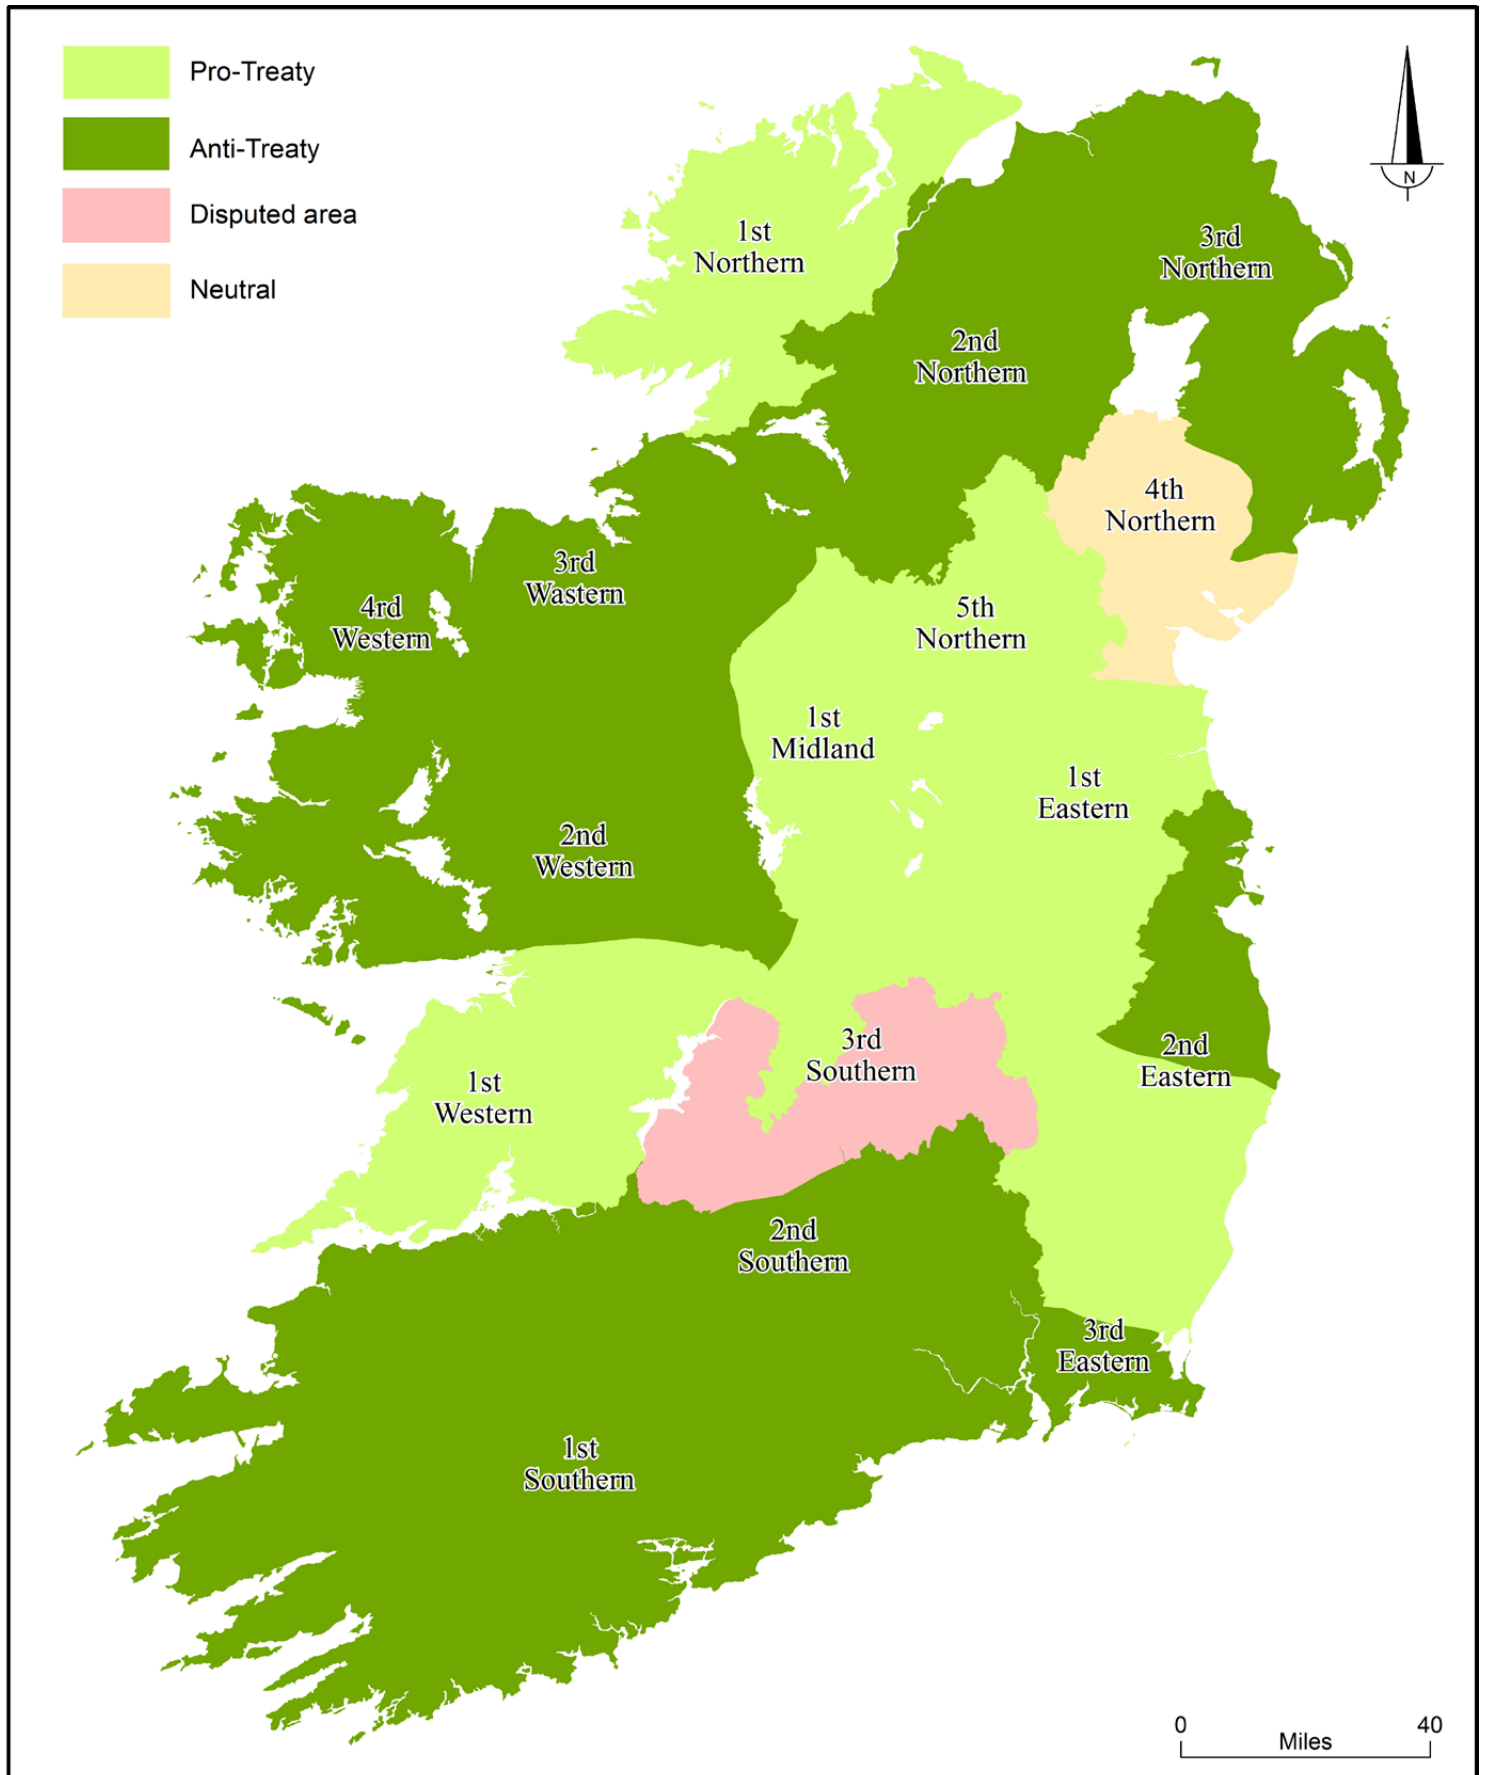 Pro-Treaty
Anti-Treaty
Disputed area
Neutral
N
1st
Northern
3rd
Northern
2nd
Northern
4th
Northern
3rd
Wastern
4rd
Western
5th
Northern
1st
Midland
1st
Eastern
2nd
Western
3rd
Southern
2nd
Eastern
1st
Western
2nd
Southern
3rd
Eastern
1st
Southern
0 40
Miles